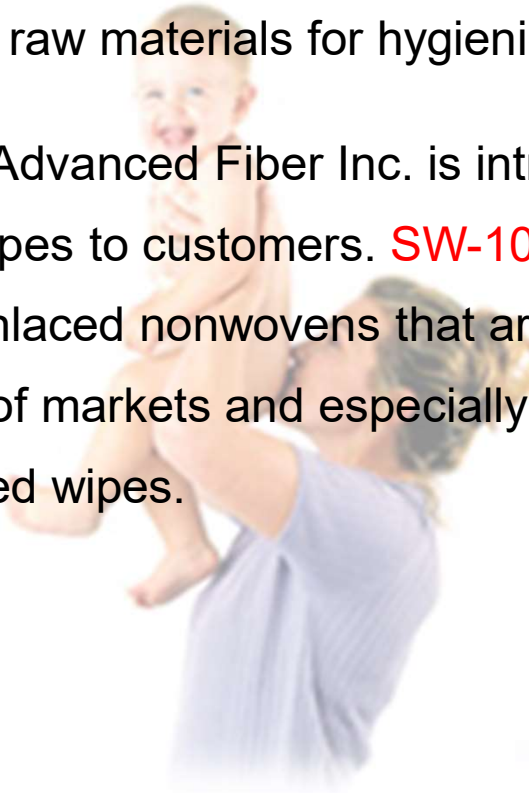 raw materials for hygieni
Advanced Fiber Inc. is int
pes to customers. SW-10
nlaced nonwovens that ar
of markets and especially
ed wipes.